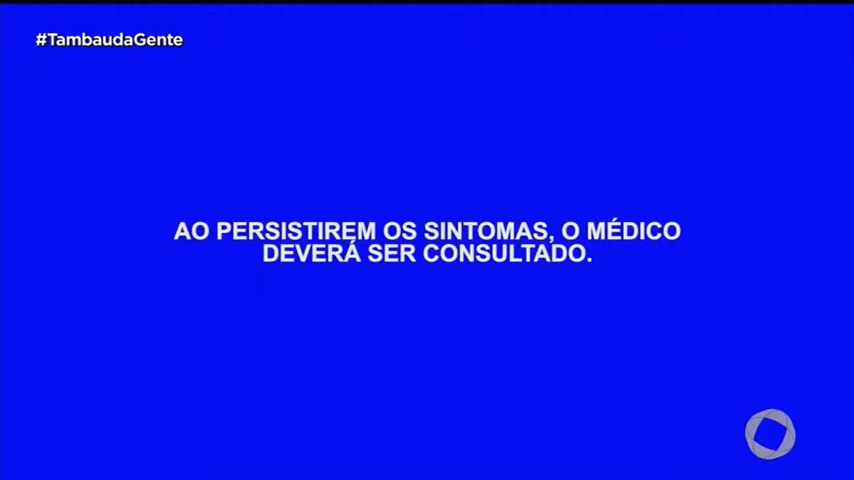 #TambaudaGente
AO PERSISTIREM OS SINTOMAS, O MÉDICO
DEVERÁ SER CONSULTADO.